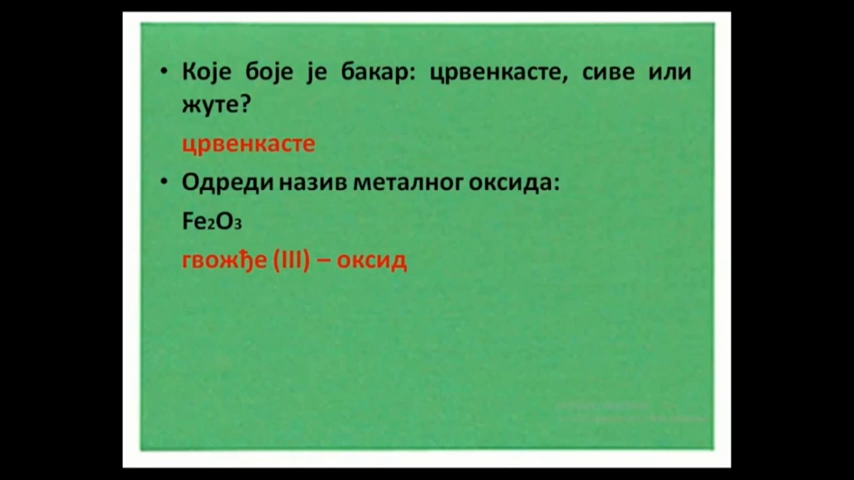 • Које боје је бакар: црвенкасте, сиве или
жуте?
црвенкасте
• Одреди назив металног оксида:
Fe₂O₃
гвожђе (III) – оксид